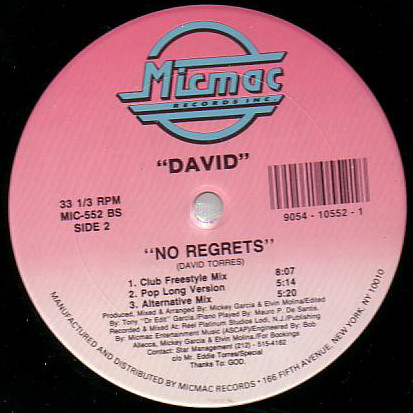 Micmac
RECORDS INC.
"DAVID"
33 1/3 RPM
MIC-552 BS
SIDE 2
9054 - 10552 - 1
"NO REGRETS"
(DAVID TORRES)
1. Club Freestyle Mix 8:07
2. Pop Long Version 5:14
3. Alternative Mix 5:20
Produced, Mixed & Arranged By: Mickey Garcia & Elvin Molina/Edited
By: Tony "Dr Edit" Garcia/Piano Played By: Mauro P. De Santis.
Recorded & Mixed At: Reel Platinum Studios Lodi, N.J./Publishing
By: Micmac Entertainment Music (ASCAP)/Engineered By: Bob
Allecca, Mickey Garcia & Elvin Molina/For Bookings
Contact: Star Management (212) - 515-4162
c/o Mr. Eddie Torres/Special
Thanks To: GOD.
MANUFACTURED AND DISTRIBUTED BY MICMAC RECORDS • 166 FIFTH AVENUE, NEW YORK, NY 10010